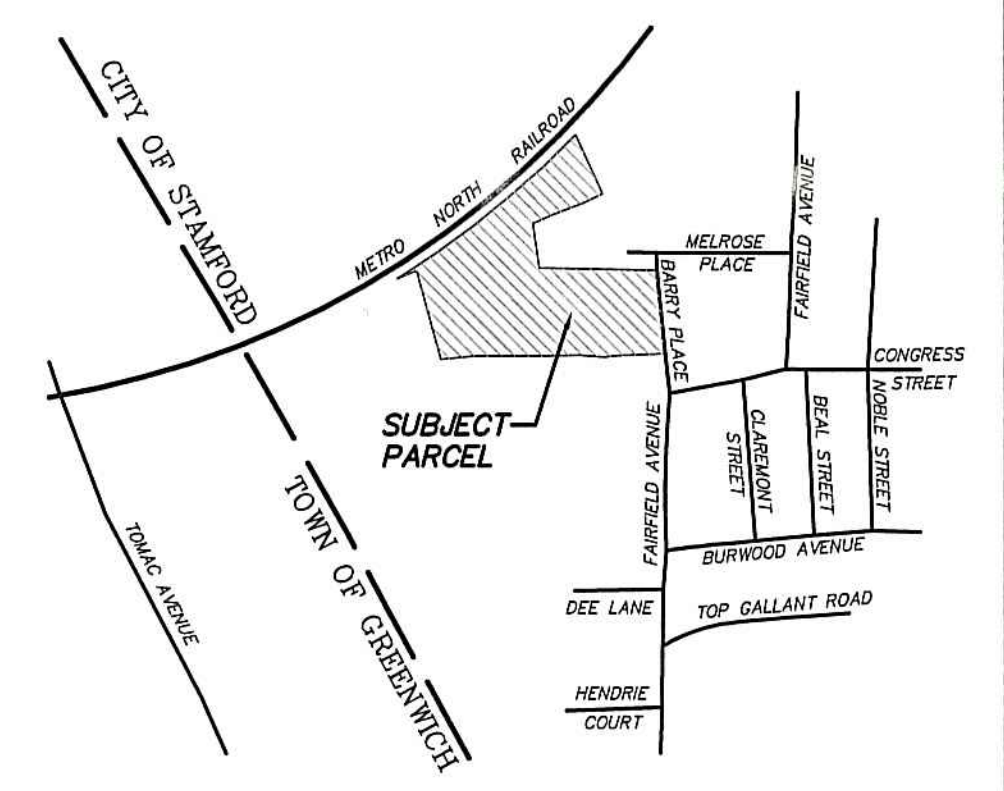 CITY OF STAMFORD
METRO NORTH RAILROAD
FAIRFIELD AVENUE
MELROSE
PLACE
BARRY PLACE
CONGRESS
STREET
SUBJECT
PARCEL
FAIRFIELD AVENUE
CLAREMONT
STREET
BEAL STREET
NOBLE STREET
TOWN OF GREENWICH
TOMAC AVENUE
BURWOOD AVENUE
DEE LANE
TOP GALLANT ROAD
HENDRIE
COURT